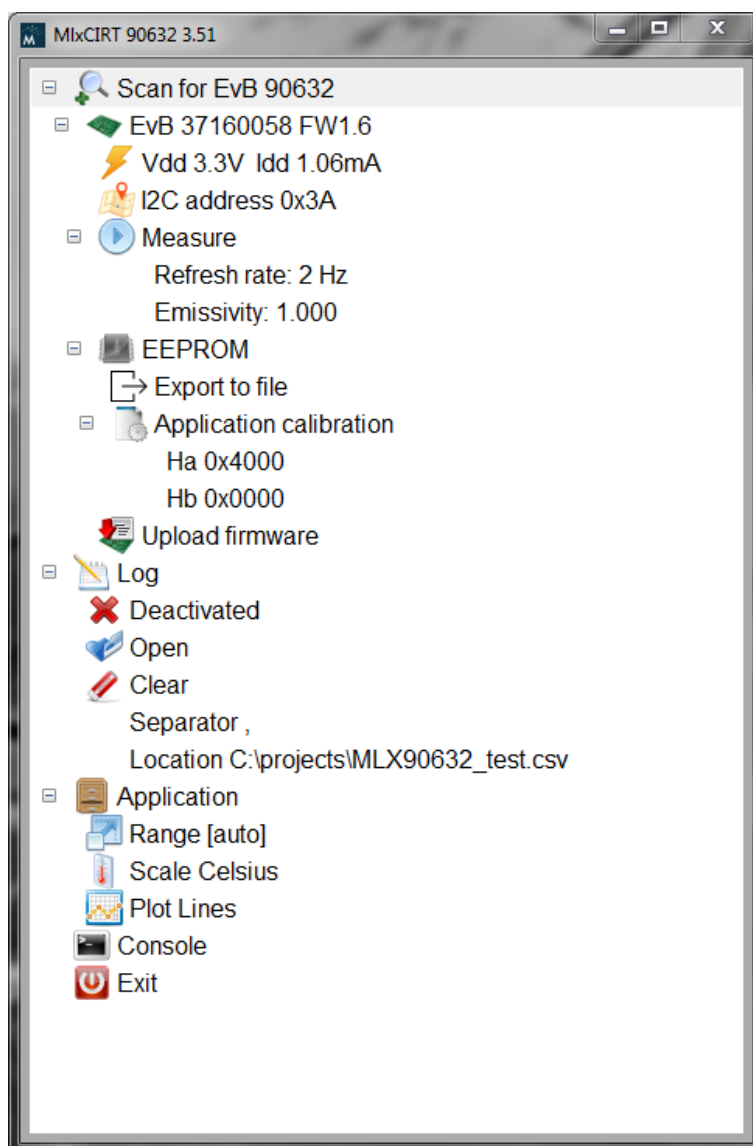 MlxCIRT 90632 3.51
Scan for EvB 90632
EvB 37160058 FW1.6
Vdd 3.3V Idd 1.06mA
I2C address 0x3A
Measure
Refresh rate: 2 Hz
Emissivity: 1.000
EEPROM
Export to file
Application calibration
Ha 0x4000
Hb 0x0000
Upload firmware
Log
Deactivated
Open
Clear
Separator ,
Location C:\projects\MLX90632_test.csv
Application
Range [auto]
Scale Celsius
Plot Lines
Console
Exit